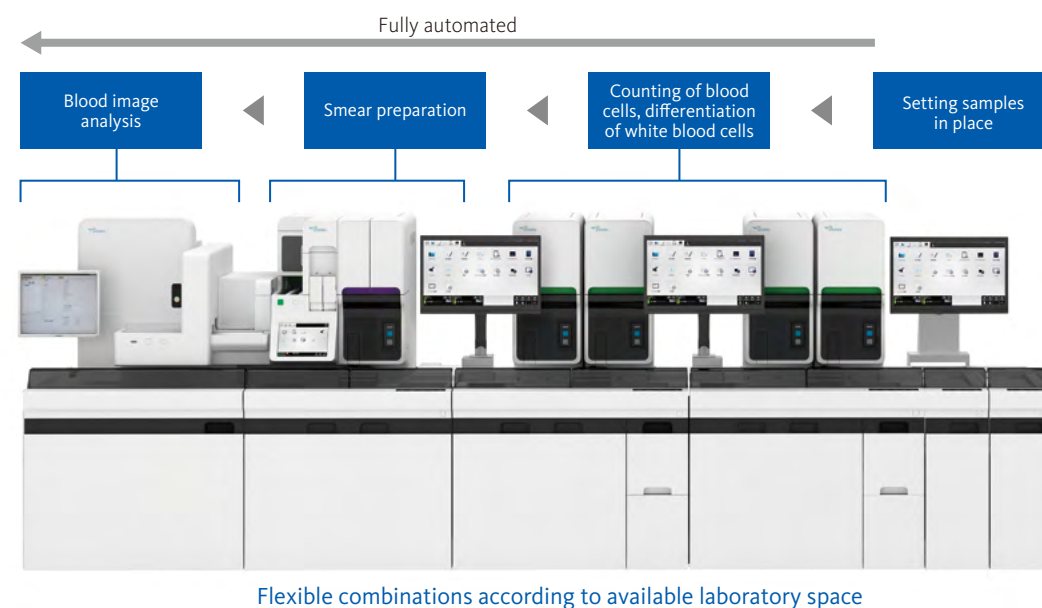 Fully automated
Blood image
analysis
Smear preparation
Counting of blood
cells, differentiation
of white blood cells
Setting samples
in place
Flexible combinations according to available laboratory space